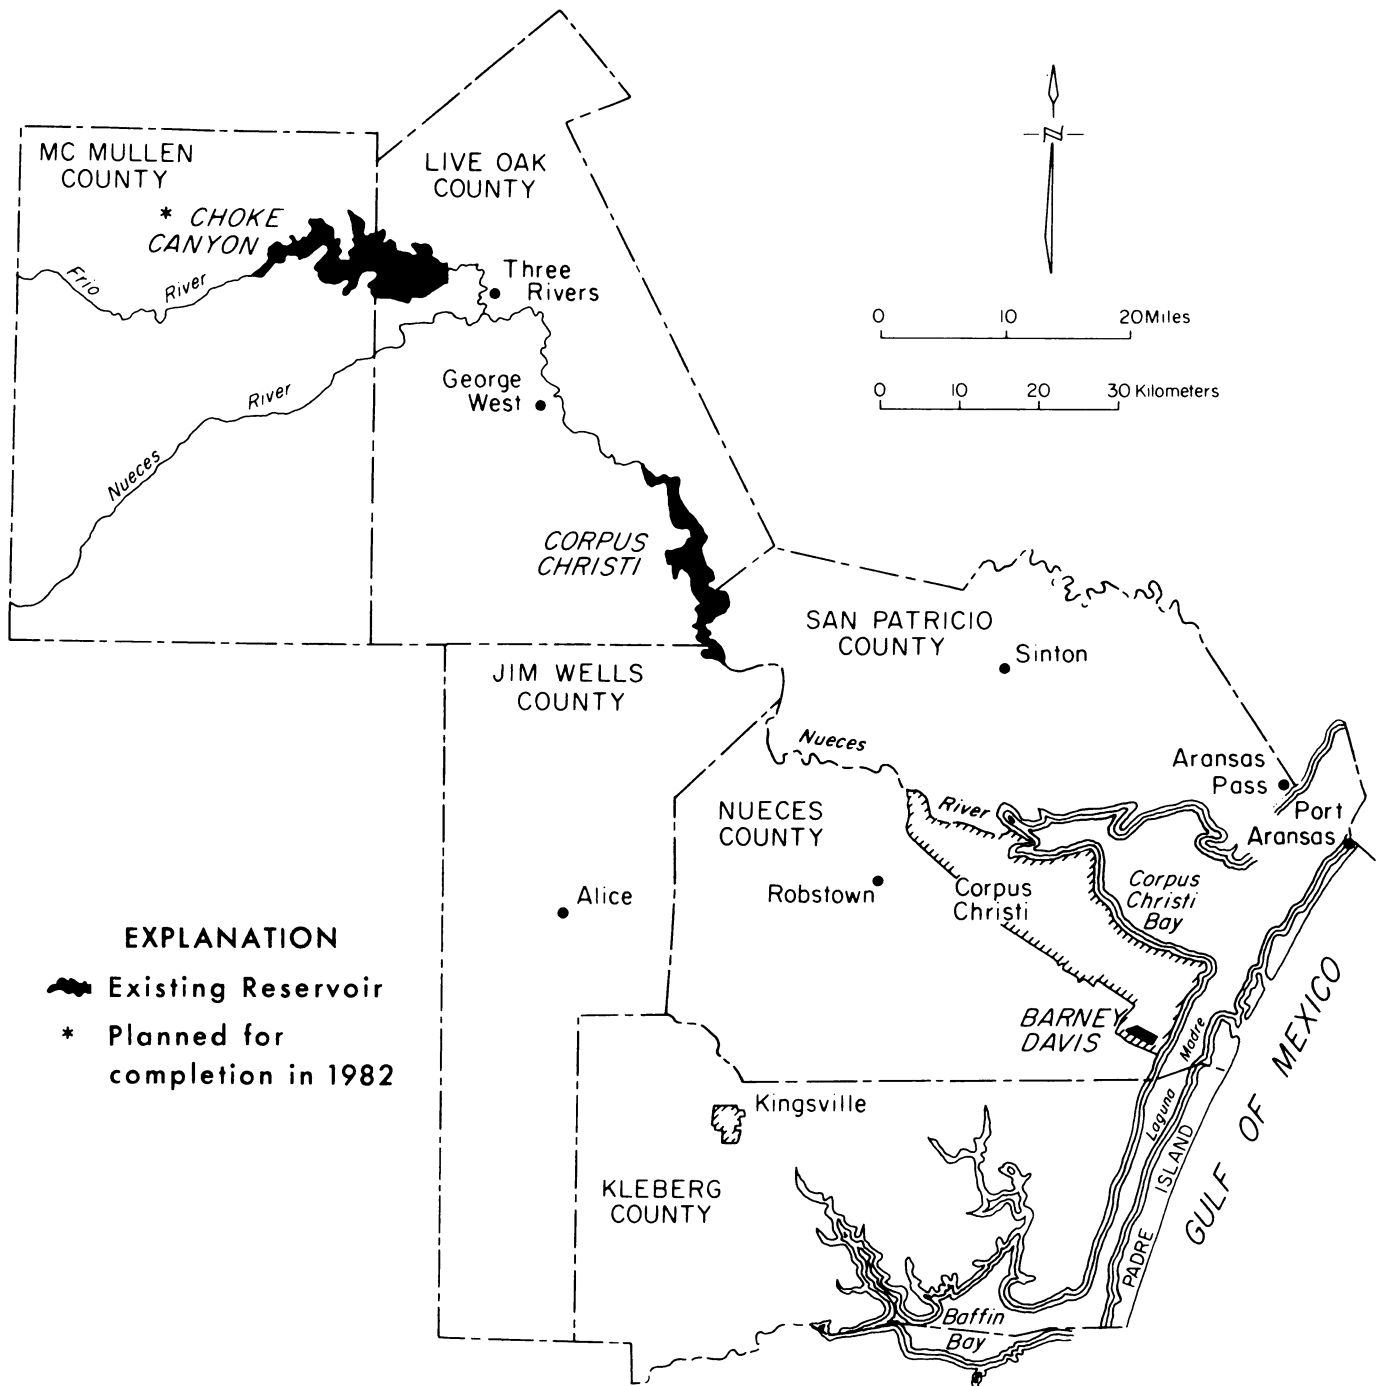 MC MULLEN
COUNTY
LIVE OAK
COUNTY
* CHOKE
CANYON
Frio
River
Three
Rivers
George
West
River
Nueces
N
0 10 20 Miles
0 10 20 30 Kilometers
CORPUS
CHRISTI
SAN PATRICIO
COUNTY
Sinton
JIM WELLS
COUNTY
Nueces
River
Aransas
Pass
Port
Aransas
NUECES
COUNTY
Robstown
Corpus
Christi
Corpus
Christi
Bay
Alice
EXPLANATION
Existing Reservoir
* Planned for
completion in 1982
BARNEY
DAVIS
Madre
Laguna
GULF OF MEXICO
PADRE ISLAND
Kingsville
KLEBERG
COUNTY
Baffin
Bay